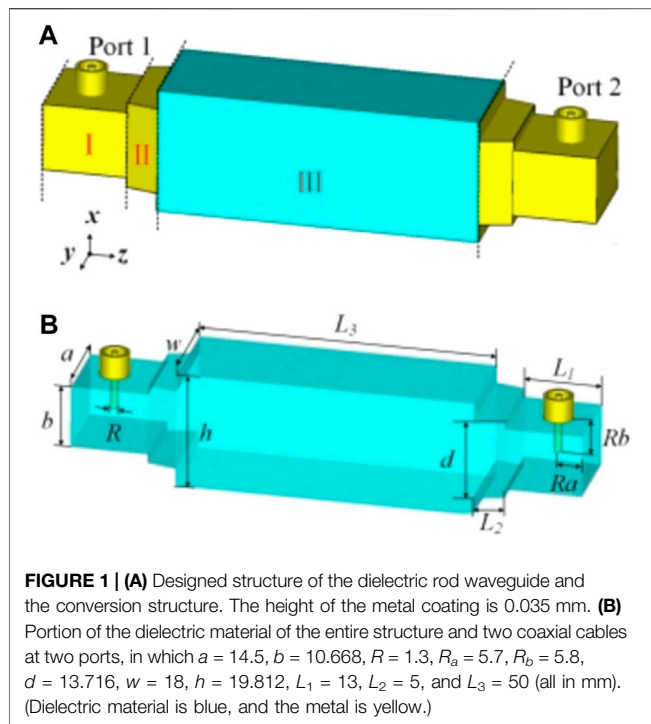 A
Port 1
Port 2
I
II
III
x
y
z
B
a
w
L3
L1
b
R
h
d
Rb
Ra
L2
FIGURE 1 | (A) Designed structure of the dielectric rod waveguide and
the conversion structure. The height of the metal coating is 0.035 mm. (B)
Portion of the dielectric material of the entire structure and two coaxial cables
at two ports, in which a = 14.5, b = 10.668, R = 1.3, Ra = 5.7, Rb = 5.8,
d = 13.716, w = 18, h = 19.812, L1 = 13, L2 = 5, and L3 = 50 (all in mm).
(Dielectric material is blue, and the metal is yellow.)